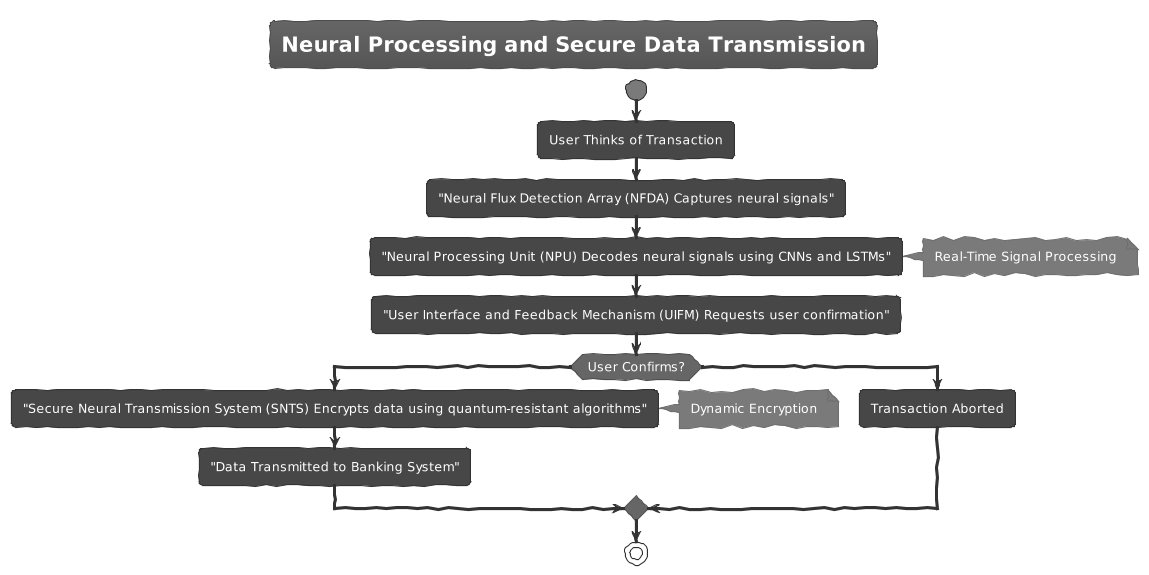 Neural Processing and Secure Data Transmission
User Thinks of Transaction
"Neural Flux Detection Array (NFDA) Captures neural signals"
"Neural Processing Unit (NPU) Decodes neural signals using CNNs and LSTMs"
Real-Time Signal Processing
"User Interface and Feedback Mechanism (UIFM) Requests user confirmation"
User Confirms?
"Secure Neural Transmission System (SNTS) Encrypts data using quantum-resistant algorithms"
Dynamic Encryption
Transaction Aborted
"Data Transmitted to Banking System"